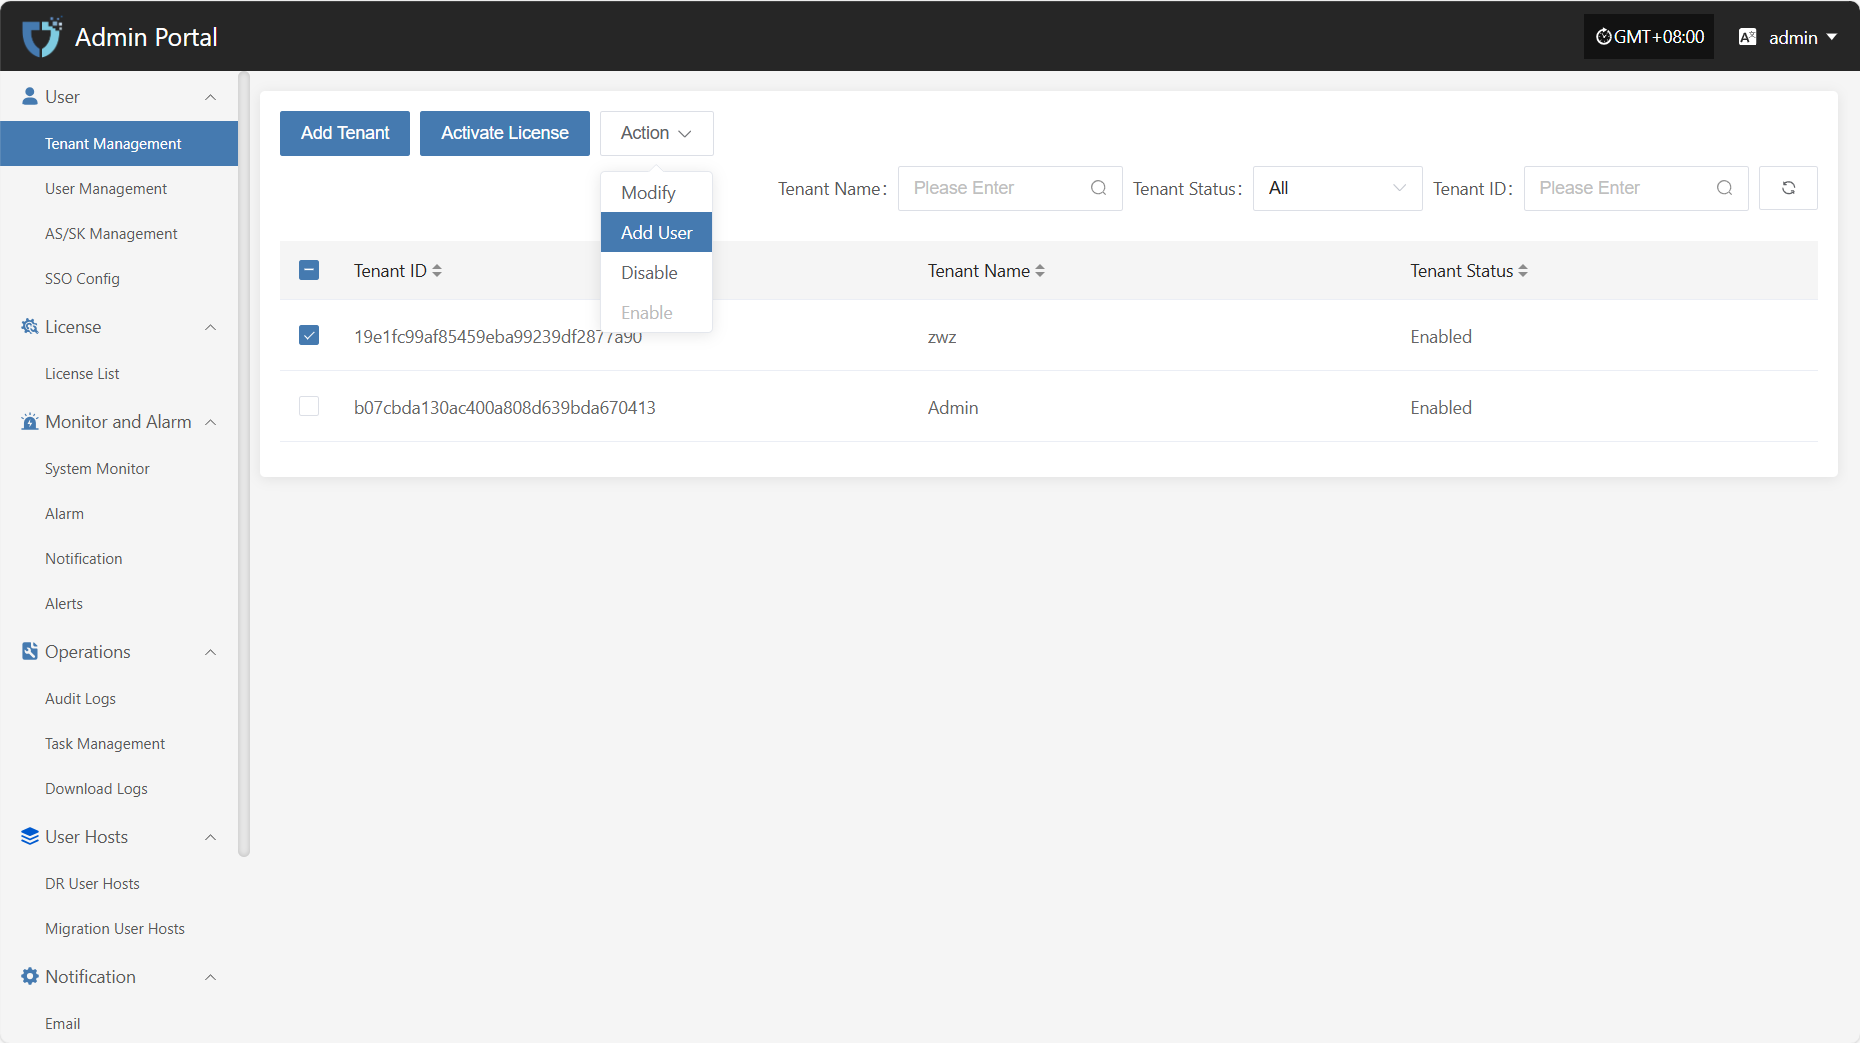 Admin Portal
GMT+08:00
admin
User
Tenant Management
User Management
AS/SK Management
SSO Config
License
License List
Monitor and Alarm
System Monitor
Alarm
Notification
Alerts
Operations
Audit Logs
Task Management
Download Logs
User Hosts
DR User Hosts
Migration User Hosts
Notification
Email
Add Tenant
Activate License
Action
Modify
Add User
Disable
Enable
Tenant Name: Please Enter
Tenant Status: All
Tenant ID: Please Enter
Tenant ID Tenant Name Tenant Status
19e1fc99af85459eba99239df2877a90 zwz Enabled
b07cbda130ac400a808d639bda670413 Admin Enabled